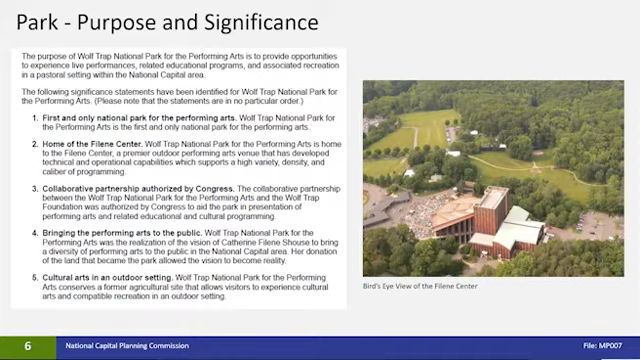 Park - Purpose and Significance
The purpose of Wolf Trap National Park for the Performing Arts is to provide opportunities
to experience live performances, related educational programs, and associated recreation
in a pastoral setting within the National Capital area.
The following significance statements have been identified for Wolf Trap National Park for
the Performing Arts. (Please note that the statements are in no particular order.)
1. First and only national park for the performing arts. Wolf Trap National Park for
the Performing Arts is the first and only national park for the performing arts.
2. Home of the Filene Center. Wolf Trap National Park for the Performing Arts is home
to the Filene Center, a premier outdoor performing arts venue that has developed
technical and operational capabilities which supports a high variety, density, and
caliber of programming.
3. Collaborative partnership authorized by Congress. The collaborative partnership
between the Wolf Trap National Park for the Performing Arts and the Wolf Trap
Foundation was authorized by Congress to aid the park in presentation of
performing arts and related educational and cultural programming.
4. Bringing the performing arts to the public. Wolf Trap National Park for the
Performing Arts was the realization of the vision of Catherine Filene Shouse to bring
a diversity of performing arts to the public in the National Capital area. Her donation
of the land that became the park allowed the vision to become reality.
5. Cultural arts in an outdoor setting. Wolf Trap National Park for the Performing
Arts conserves a former agricultural site that allows visitors to experience cultural
arts and compatible recreation in an outdoor setting.
Bird's Eye View of the Filene Center
6
National Capital Planning Commission
File: MP007